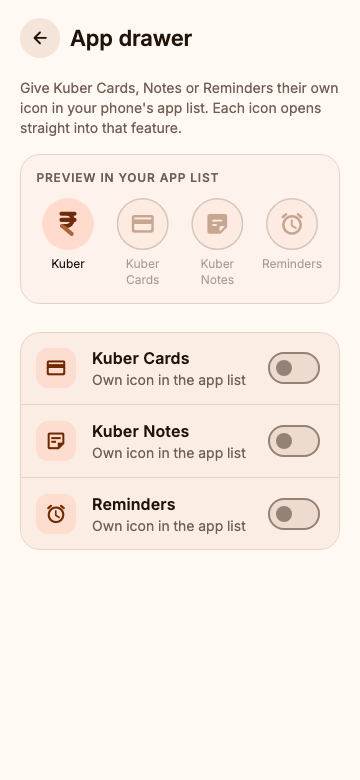 App drawer
Give Kuber Cards, Notes or Reminders their own
icon in your phone's app list. Each icon opens
straight into that feature.
PREVIEW IN YOUR APP LIST
₹
Kuber
Kuber
Cards
Kuber
Notes
Reminders
Kuber Cards
Own icon in the app list
Kuber Notes
Own icon in the app list
Reminders
Own icon in the app list